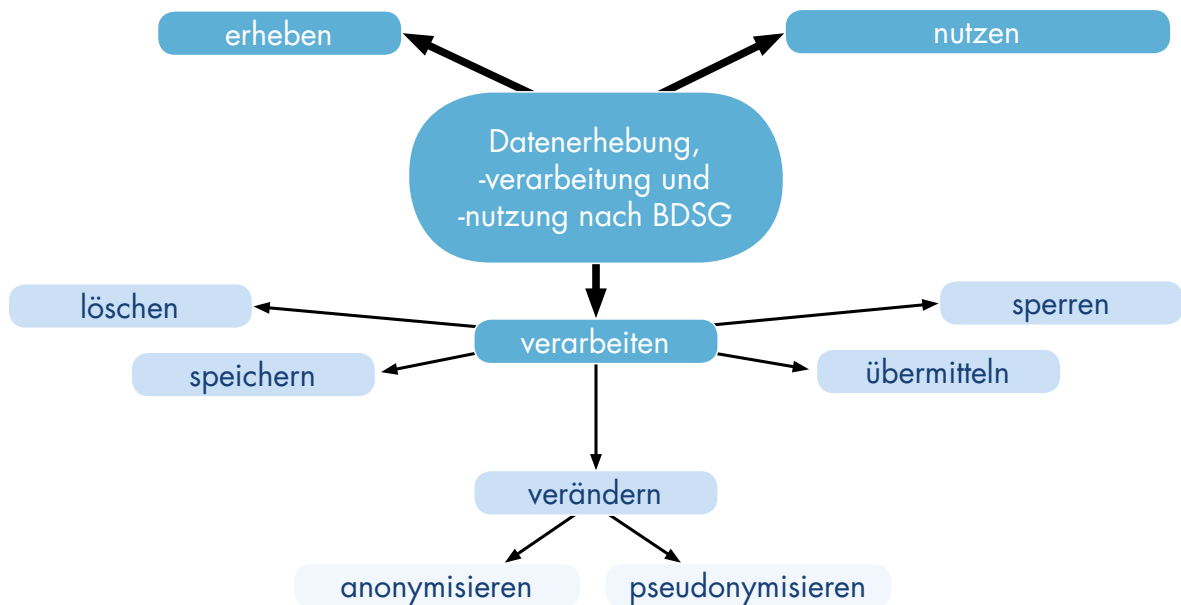 erheben
nutzen
Datenerhebung,
-verarbeitung und
-nutzung nach BDSG
löschen
sperren
verarbeiten
speichern
übermitteln
verändern
anonymisieren
pseudonymisieren